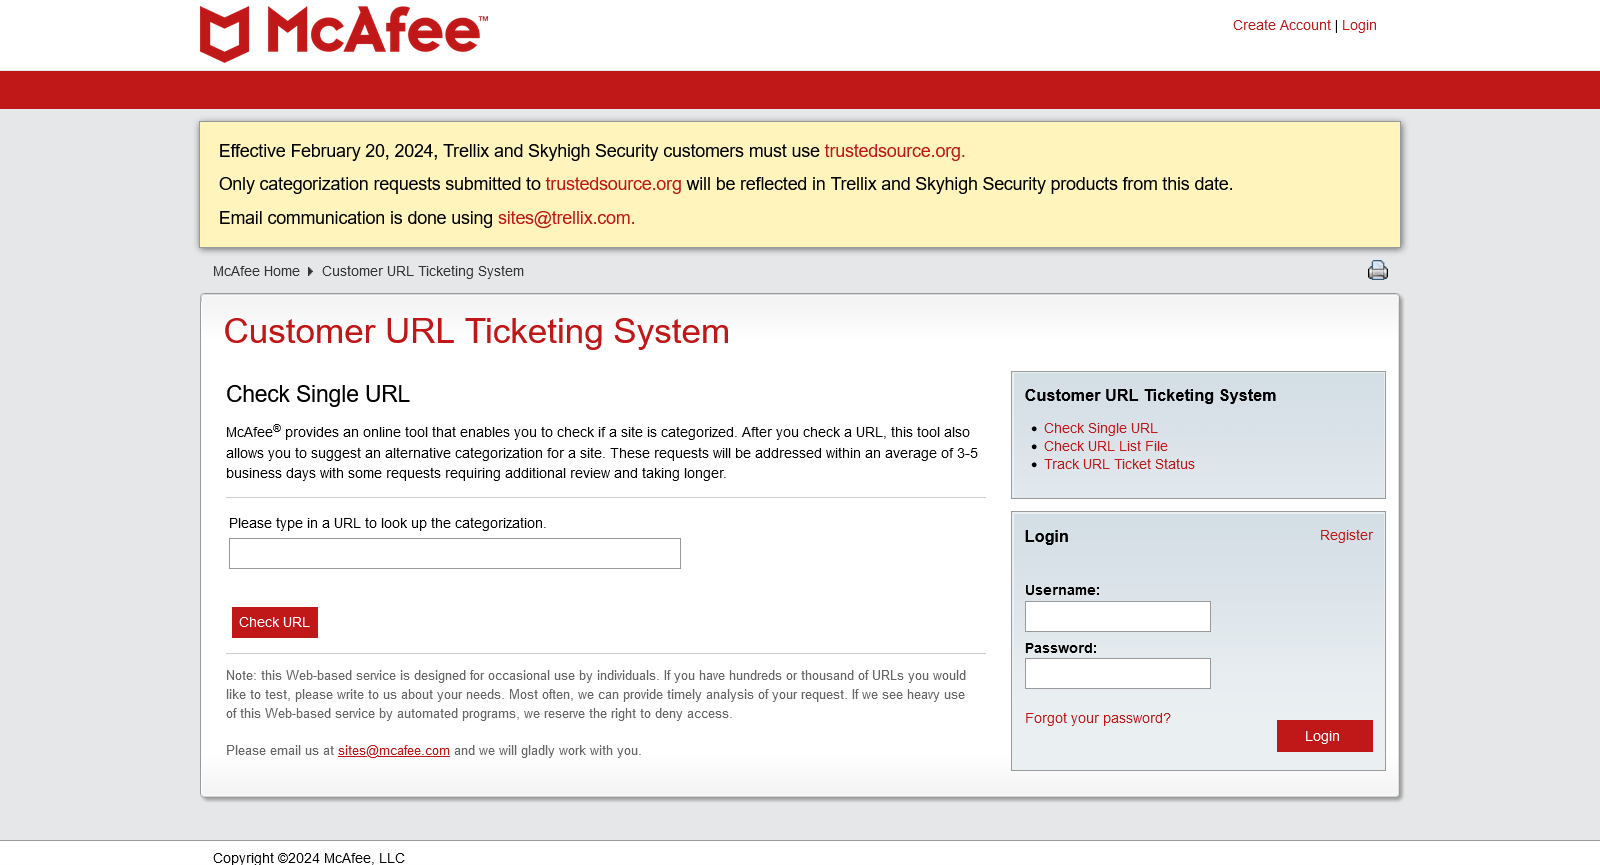 McAfee™
Create Account | Login
Effective February 20, 2024, Trellix and Skyhigh Security customers must use trustedsource.org.
Only categorization requests submitted to trustedsource.org will be reflected in Trellix and Skyhigh Security products from this date.
Email communication is done using sites@trellix.com.
McAfee Home Customer URL Ticketing System
Customer URL Ticketing System
Check Single URL
McAfee® provides an online tool that enables you to check if a site is categorized. After you check a URL, this tool also
allows you to suggest an alternative categorization for a site. These requests will be addressed within an average of 3-5
business days with some requests requiring additional review and taking longer.
Please type in a URL to look up the categorization.
Check URL
Note: this Web-based service is designed for occasional use by individuals. If you have hundreds or thousand of URLs you would
like to test, please write to us about your needs. Most often, we can provide timely analysis of your request. If we see heavy use
of this Web-based service by automated programs, we reserve the right to deny access.
Please email us at sites@mcafee.com and we will gladly work with you.
Customer URL Ticketing System
• Check Single URL
• Check URL List File
• Track URL Ticket Status
Login Register
Username:
Password:
Forgot your password?
Login
Copyright ©2024 McAfee, LLC